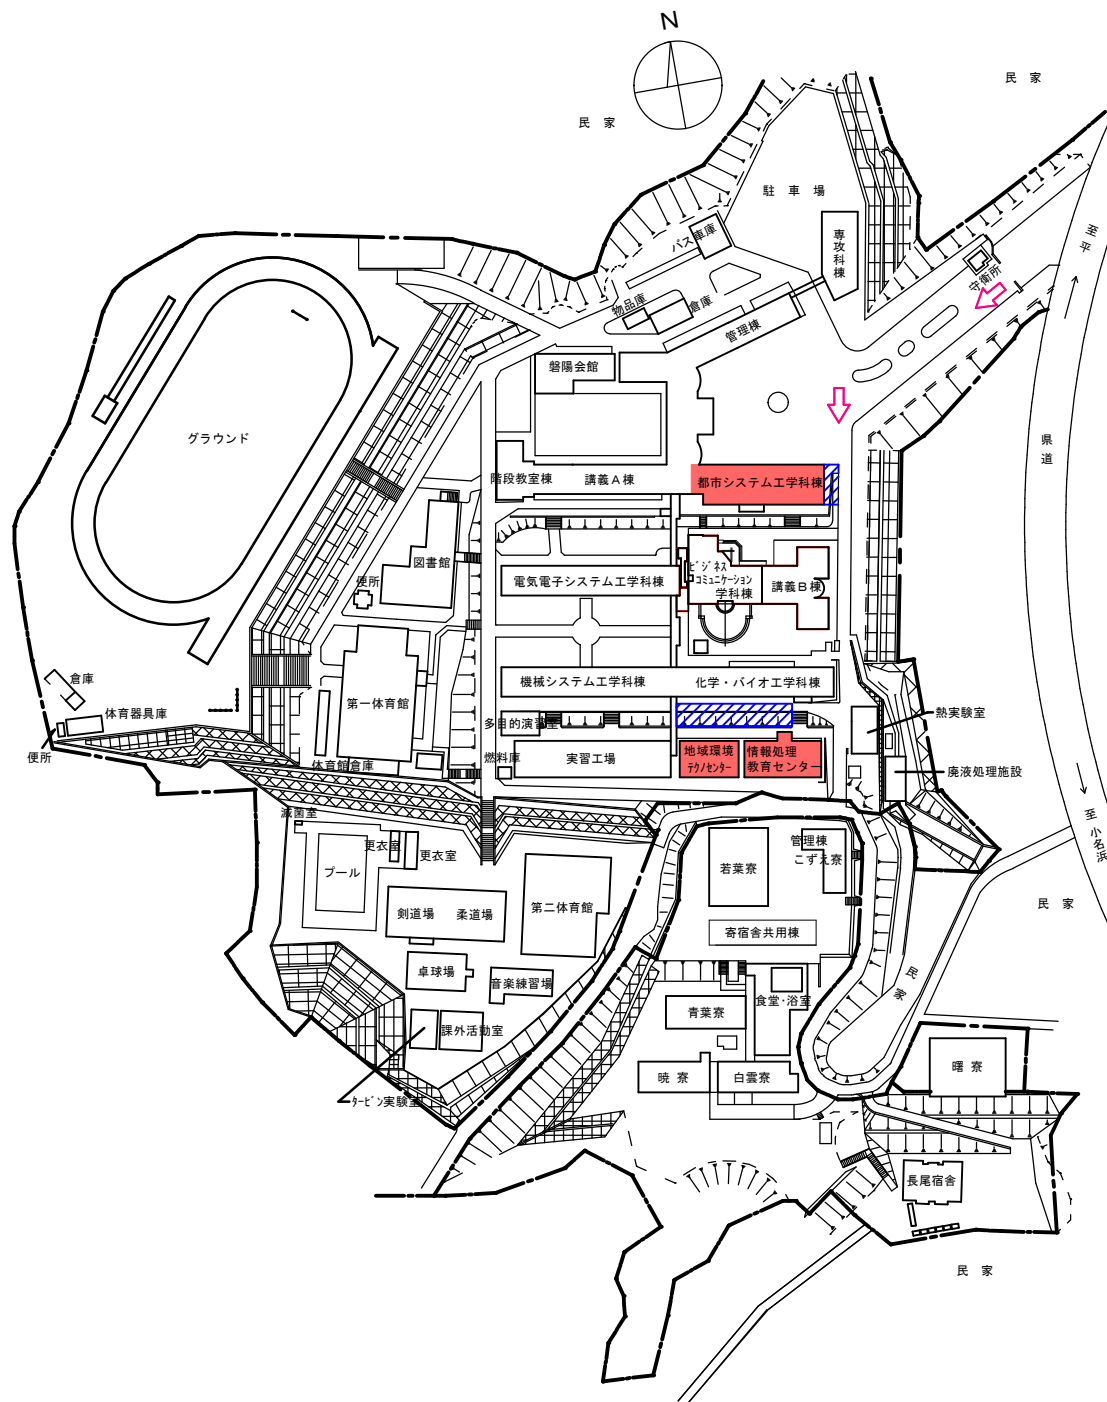 N
民 家
民 家
駐 車 場
専攻科棟
至平
バス車庫
守衛所
物品庫
倉庫
管理棟
磐陽会館
グラウンド
県道
階段教室棟
講義A棟
都市システム工学科棟
図書館
便所
電気電子システム工学科棟
ビジネス
コミュニケーション
学科棟
講義B棟
倉庫
体育器具庫
便所
第一体育館
機械システム工学科棟
化学・バイオ工学科棟
多目的演習室
熱実験室
体育館倉庫
燃料庫
実習工場
地域環境
テクノセンター
情報処理
教育センター
廃液処理施設
滅菌室
更衣室
更衣室
プール
至小名浜
若葉寮
管理棟
こずえ寮
剣道場
柔道場
第二体育館
寄宿舎共用棟
民 家
卓球場
音楽練習場
民家
食堂・浴室
青葉寮
課外活動室
タービン実験室
暁 寮
白雲寮
曙 寮
長尾宿舎
民 家